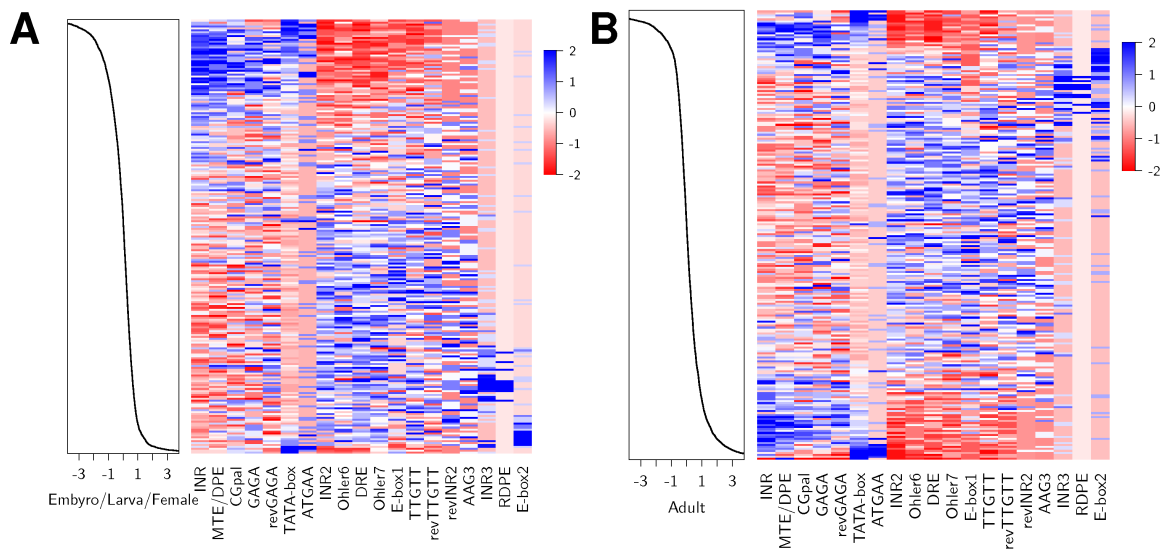 A
B
2
1
0
-1
-2
2
1
0
-1
-2
-3 -1 1 3
Embyro/Larva/Female
INR
MTE/DPE
CGpal
GAGA
revGAGA
TATA-box
ATGAA
INR2
Ohler6
DRE
Ohler7
E-box1
TTGTT
revTTGTT
revINR2
AAG3
INR3
RDPE
E-box2
-3 -1 1 3
Adult
INR
MTE/DPE
CGpal
GAGA
revGAGA
TATA-box
ATGAA
INR2
Ohler6
DRE
Ohler7
E-box1
TTGTT
revTTGTT
revINR2
AAG3
INR3
RDPE
E-box2